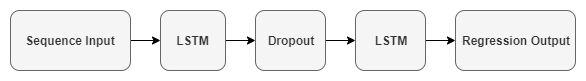 Sequence Input
LSTM
Dropout
LSTM
Regression Output